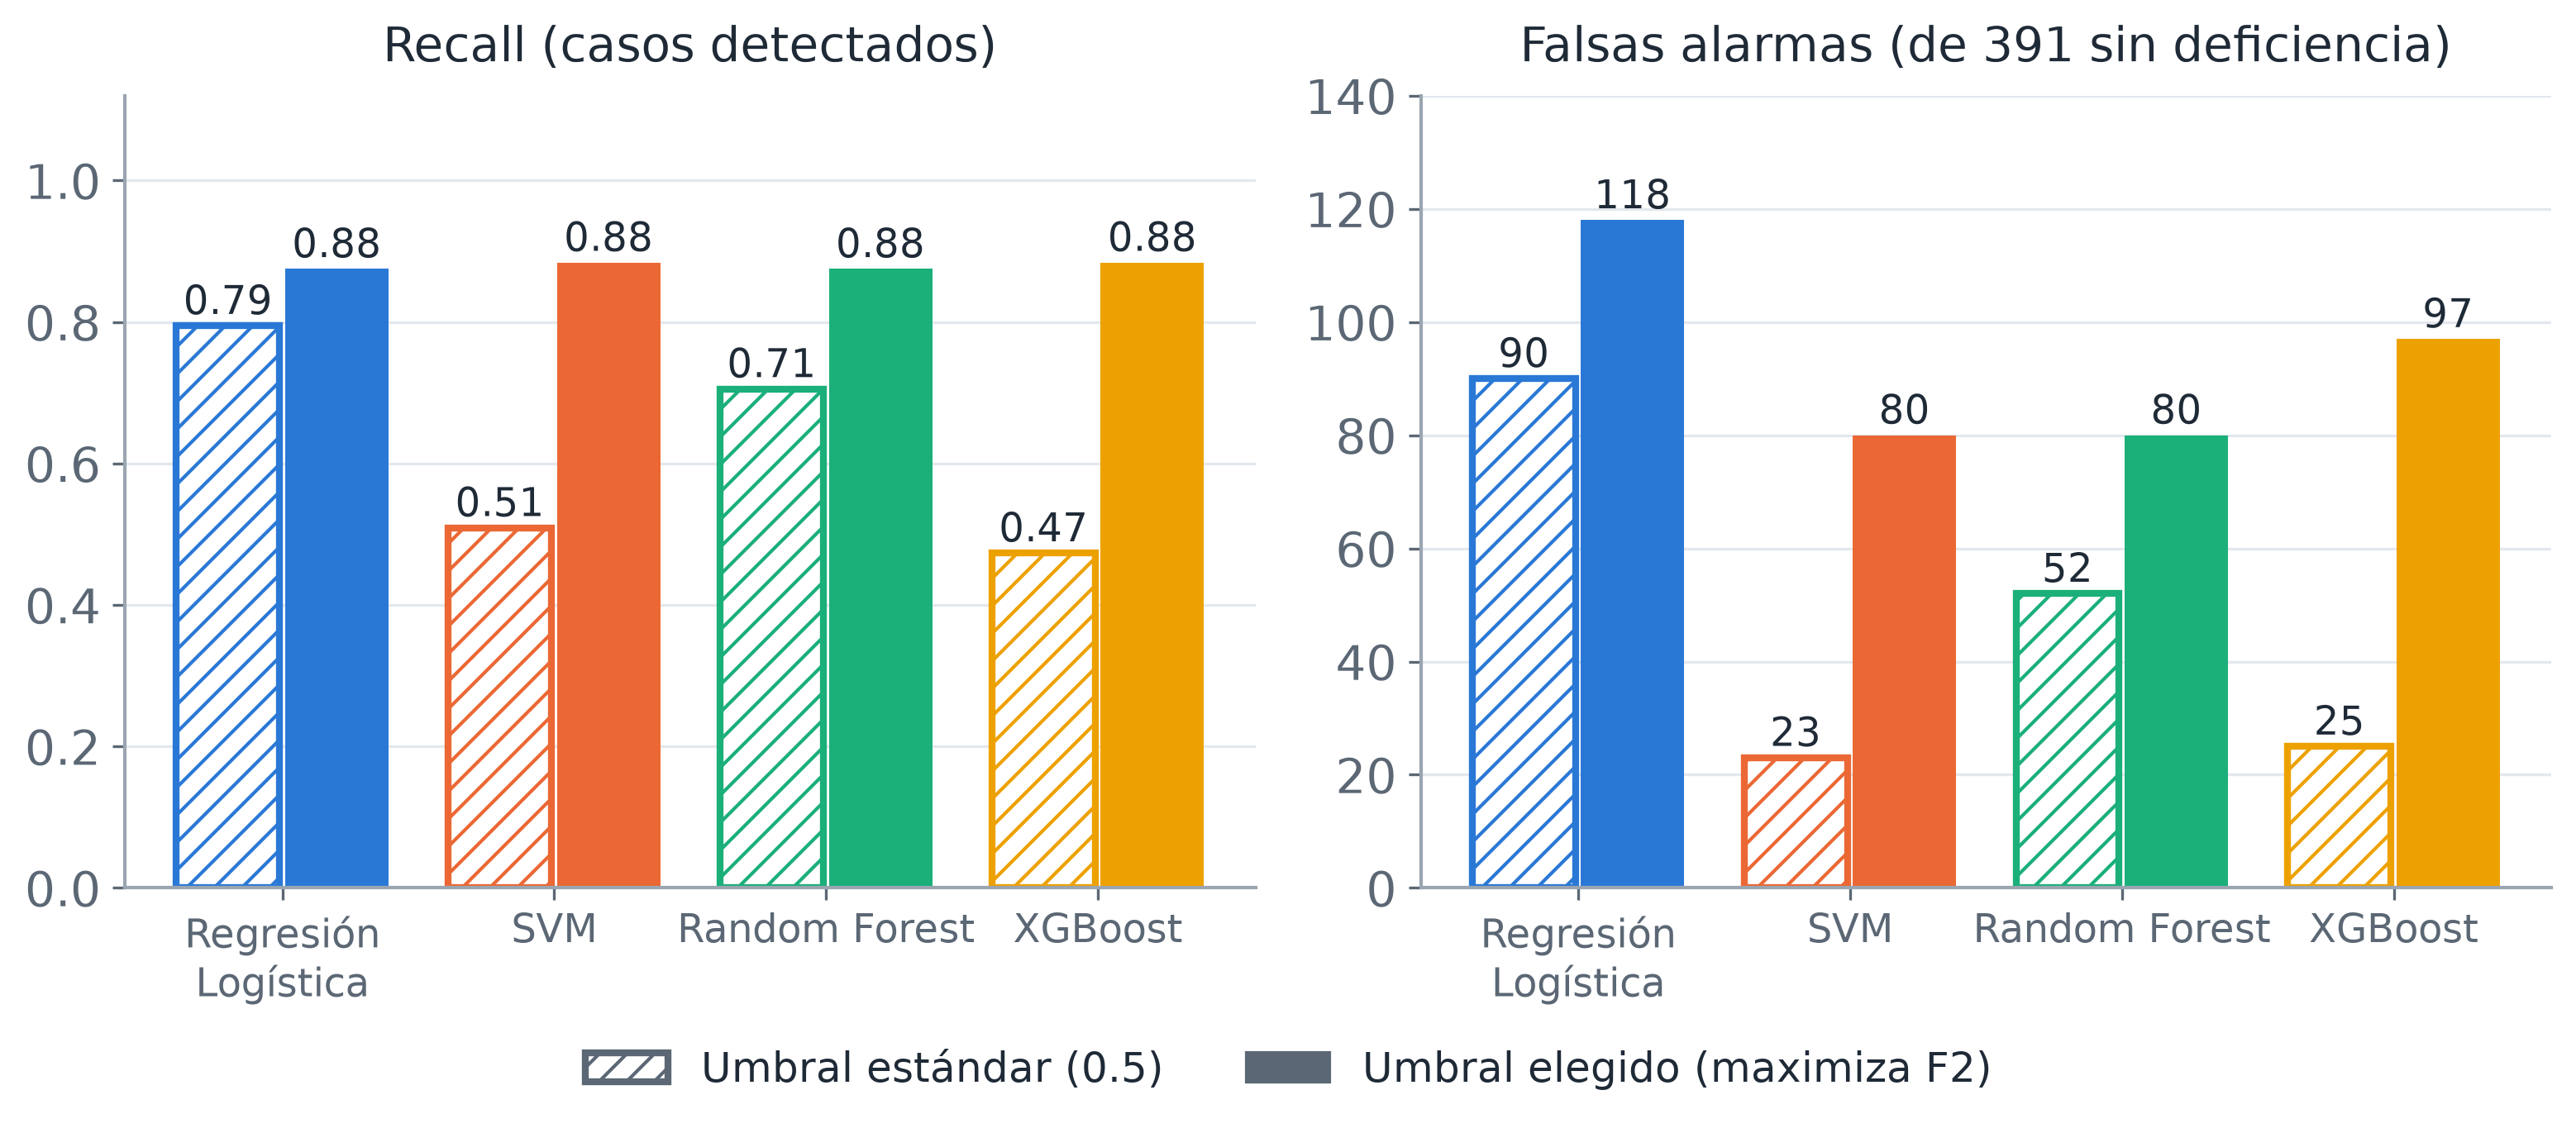 Recall (casos detectados)
1.0
0.8
0.6
0.4
0.2
0.0
0.79
0.88
0.51
0.88
0.71
0.88
0.47
0.88
Regresión
Logística
SVM
Random Forest
XGBoost
Falsas alarmas (de 391 sin deficiencia)
140
120
100
80
60
40
20
0
90
118
23
80
52
80
25
97
Regresión
Logística
SVM
Random Forest
XGBoost
Umbral estándar (0.5)
Umbral elegido (maximiza F2)